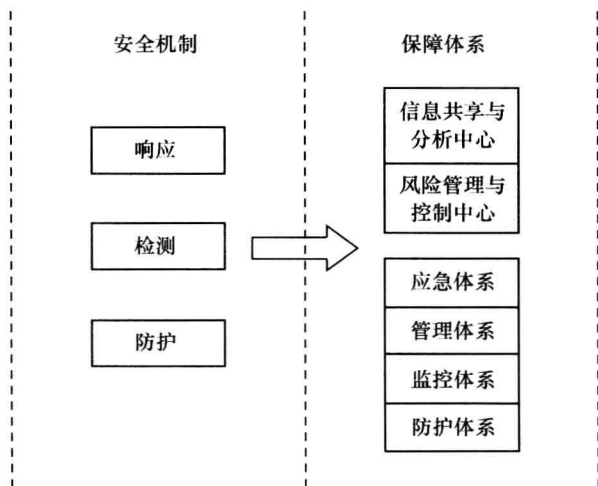 安全机制
响应
检测
防护
保障体系
信息共享与
分析中心
风险管理与
控制中心
应急体系
管理体系
监控体系
防护体系